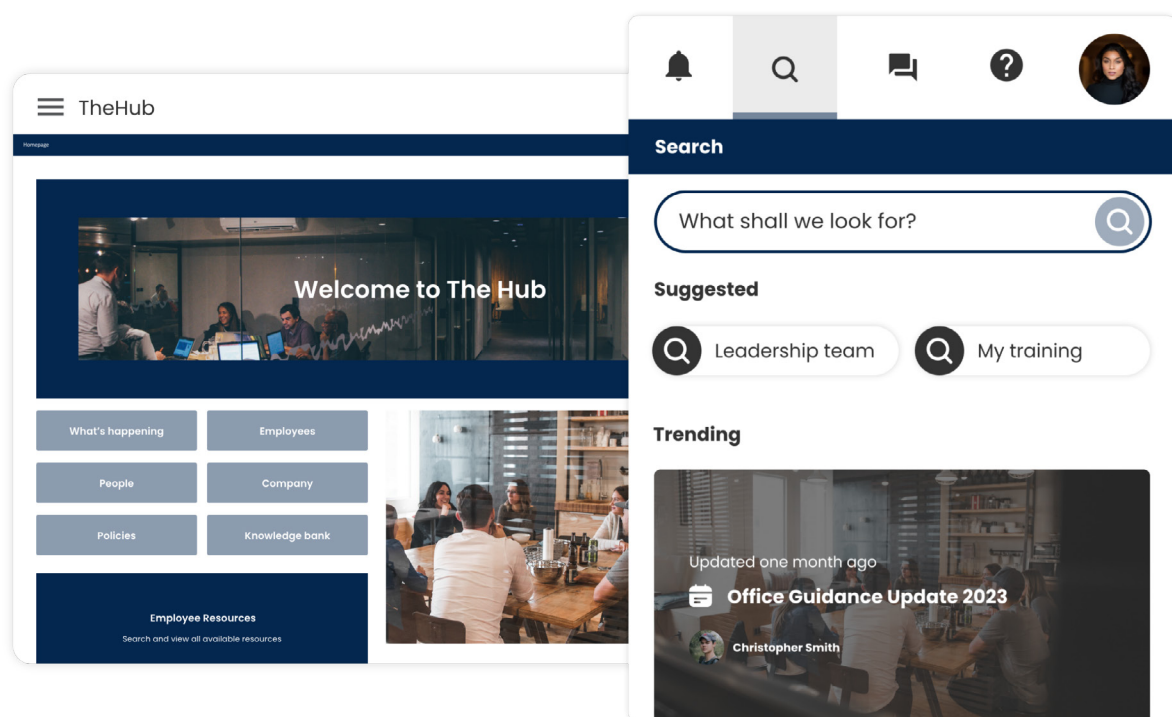 TheHub
Homepage
Welcome to The Hub
What's happening
Employees
People
Company
Policies
Knowledge bank
Employee Resources
Search and view all available resources
Search
What shall we look for?
Suggested
Leadership team
My training
Trending
Updated one month ago
Office Guidance Update 2023
Christopher Smith